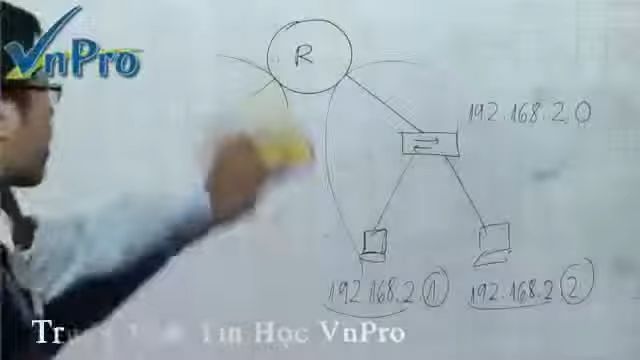 VnPro
R
192.168.2.0
192.168.2.1
192.168.2.2
Tin Học VnPro